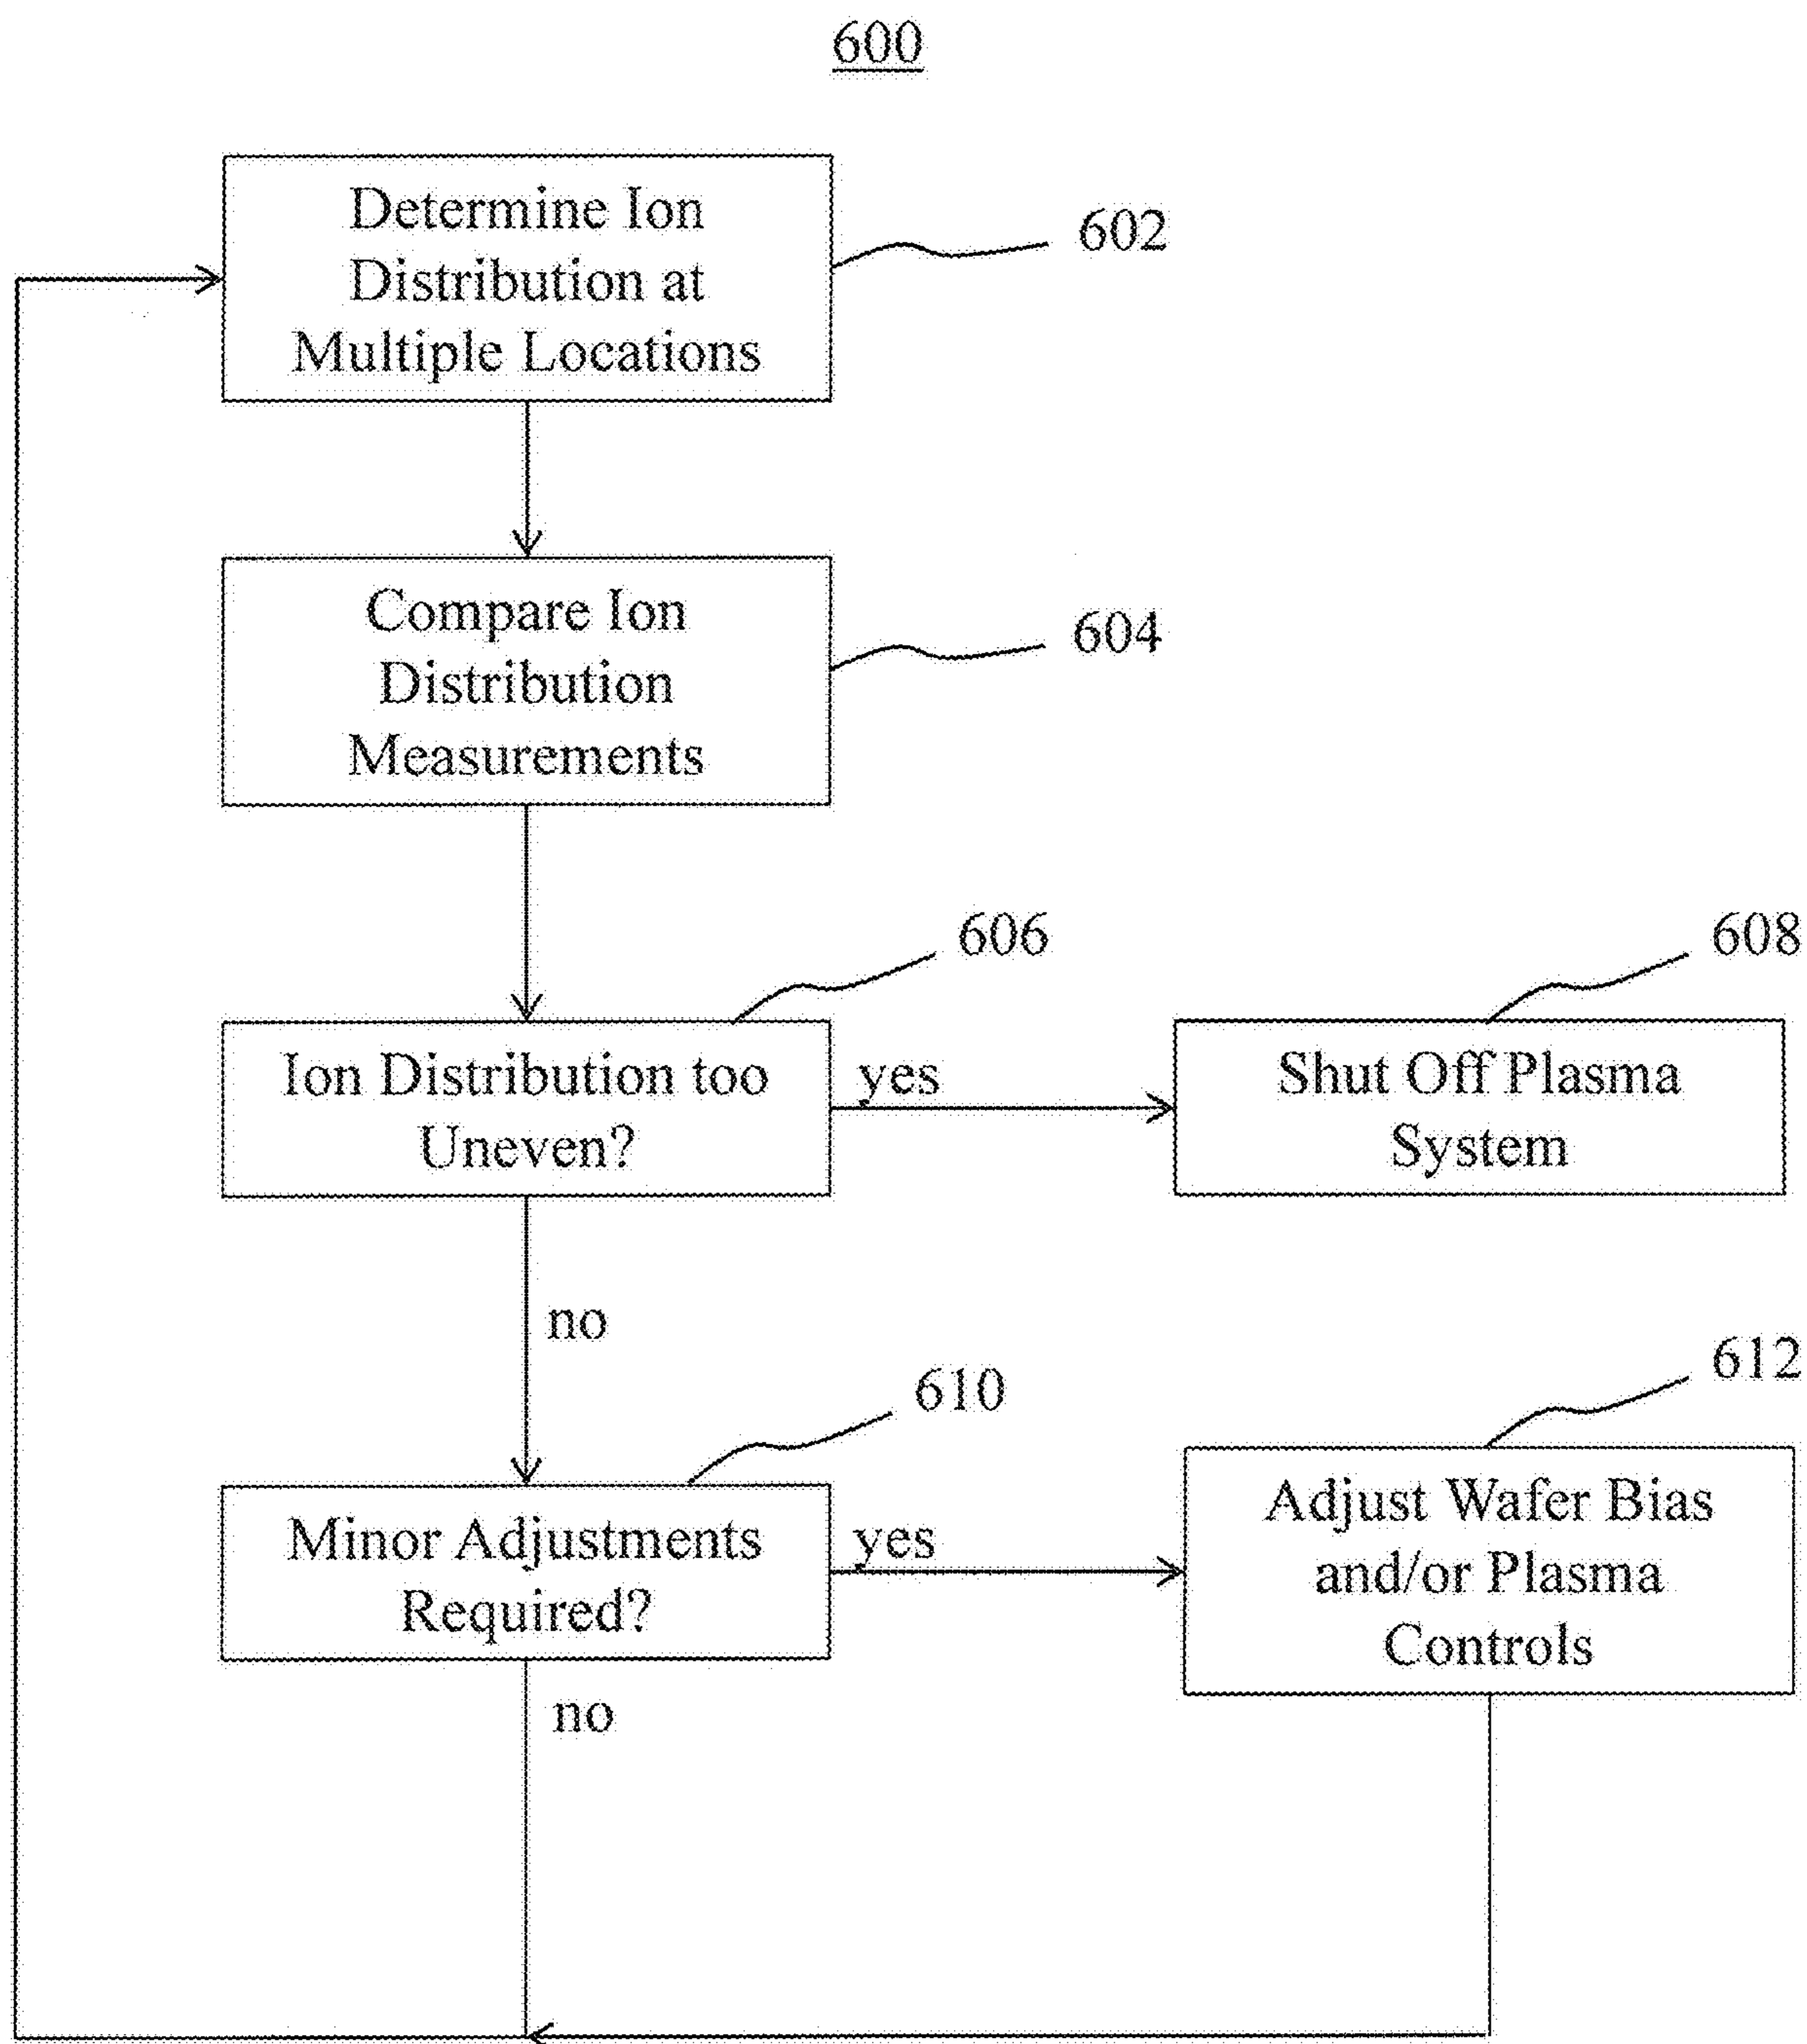 600
Determine Ion
Distribution at
Multiple Locations
602
Compare Ion
Distribution
Measurements
604
606
608
Ion Distribution too
Uneven?
yes
Shut Off Plasma
System
no
610
612
Minor Adjustments
Required?
yes
Adjust Wafer Bias
and/or Plasma
Controls
no